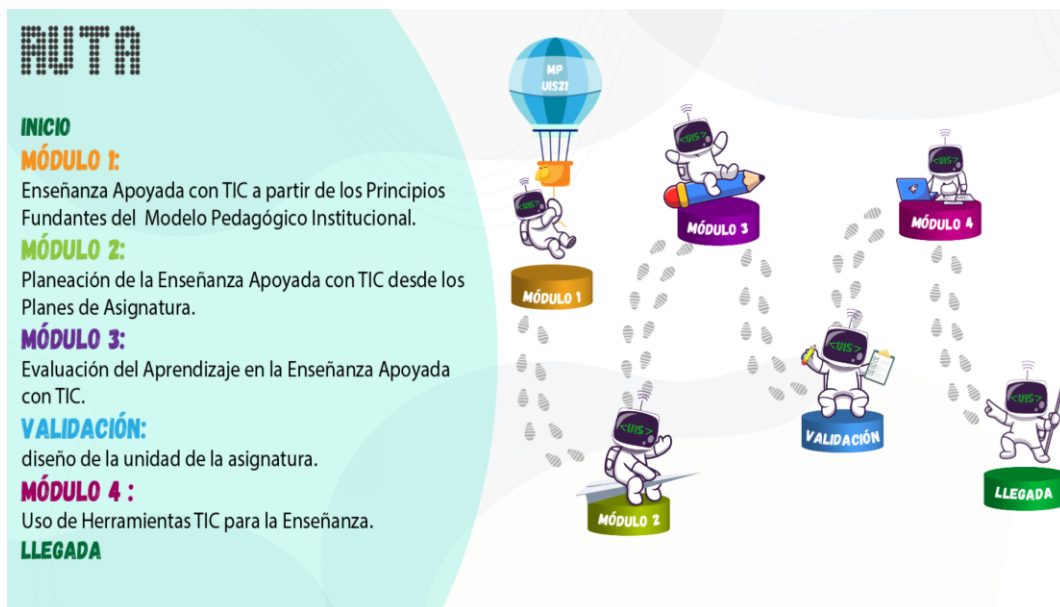 RUTA
INICIO
MÓDULO 1:
Enseñanza Apoyada con TIC a partir de los Principios
Fundantes del Modelo Pedagógico Institucional.
MÓDULO 2:
Planeación de la Enseñanza Apoyada con TIC desde los
Planes de Asignatura.
MÓDULO 3:
Evaluación del Aprendizaje en la Enseñanza Apoyada
con TIC.
VALIDACIÓN:
diseño de la unidad de la asignatura.
MÓDULO 4 :
Uso de Herramientas TIC para la Enseñanza.
LLEGADA
MP
UIS21
<UIS>
MÓDULO 1
<UIS>
MÓDULO 2
<UIS>
MÓDULO 3
<UIS>
VALIDACIÓN
<UIS>
MÓDULO 4
<UIS>
LLEGADA